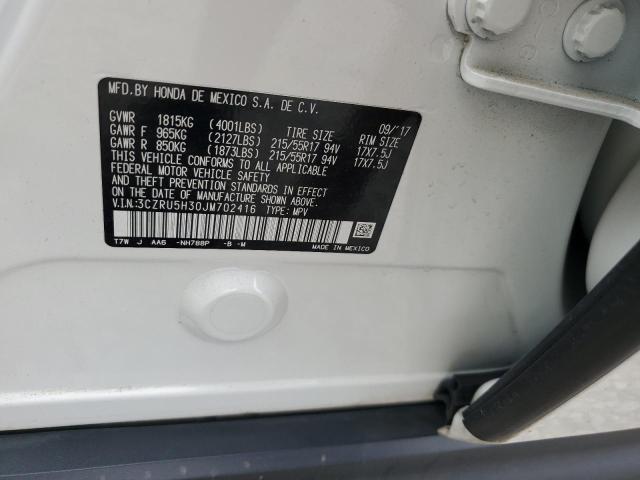 MFD.BY HONDA DE MEXICO S.A. DE C.V. 09/'17
GVWR 1815KG (4001LBS) TIRE SIZE RIM SIZE
GAWR F 965KG (2127LBS) 215/55R17 94V 17X7.5J
GAWR R 850KG (1873LBS) 215/55R17 94V 17X7.5J
THIS VEHICLE CONFORMS TO ALL APPLICABLE
FEDERAL MOTOR VEHICLE SAFETY
AND THEFT PREVENTION STANDARDS IN EFFECT
ON THE DATE OF MANUFACTURE SHOWN ABOVE.
V.I.N:3CZRU5H30JM702416 TYPE: MPV
T7W J AA6 -NH788P -B -M MADE IN MEXICO